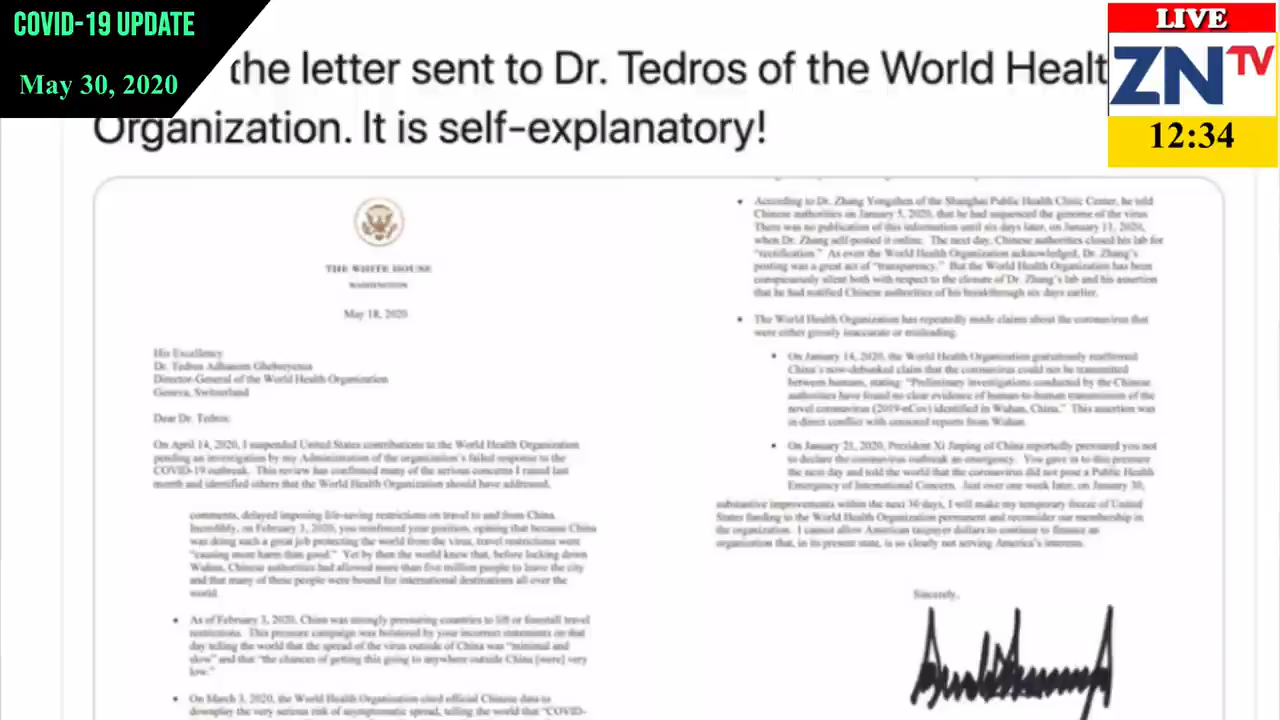 COVID-19 UPDATE
May 30, 2020
LIVE
ZN TV
12:34
the letter sent to Dr. Tedros of the World Healt
Organization. It is self-explanatory!
THE WHITE HOUSE
WASHINGTON
May 18, 2020
His Excellency
Dr. Tedros Adhanom Ghebreyesus
Director-General of the World Health Organization
Geneva, Switzerland
Dear Dr. Tedros:
On April 14, 2020, I suspended United States contributions to the World Health Organization
pending an investigation by my Administration of the organization's failed response to the
COVID-19 outbreak. This review has confirmed many of the serious concerns I raised last
month and identified others that the World Health Organization should have addressed,
comments, delayed imposing life-saving restrictions on travel to and from China.
Incredibly, on February 3, 2020, you reinforced your position, opining that because China
was doing such a great job protecting the world from the virus, travel restrictions were
"causing more harm than good." Yet by then the world knew that, before locking down
Wuhan, Chinese authorities had allowed more than five million people to leave the city
and that many of these people were bound for international destinations all over the
world.
• As of February 3, 2020, China was strongly pressuring countries to lift or forestall travel
restrictions. This pressure campaign was bolstered by your incorrect statements on that
day telling the world that the spread of the virus outside of China was "minimal and
slow" and that "the chances of getting this going to anywhere outside China [were] very
low."
• On March 3, 2020, the World Health Organization cited official Chinese data to
downplay the very serious risk of asymptomatic spread, telling the world that "COVID-
• According to Dr. Zhang Yongzhen of the Shanghai Public Health Clinic Center, he told
Chinese authorities on January 5, 2020, that he had sequenced the genome of the virus.
There was no publication of this information until six days later, on January 11, 2020,
when Dr. Zhang self-posted it online. The next day, Chinese authorities closed his lab for
"rectification." As even the World Health Organization acknowledged, Dr. Zhang's
posting was a great act of "transparency." But the World Health Organization has been
conspicuously silent both with respect to the closure of Dr. Zhang's lab and his assertion
that he had notified Chinese authorities of his breakthrough six days earlier.
• The World Health Organization has repeatedly made claims about the coronavirus that
were either grossly inaccurate or misleading.
• On January 14, 2020, the World Health Organization gratuitously reaffirmed
China's now-debunked claim that the coronavirus could not be transmitted
between humans, stating: "Preliminary investigations conducted by the Chinese
authorities have found no clear evidence of human-to-human transmission of the
novel coronavirus (2019-nCov) identified in Wuhan, China." This assertion was
in direct conflict with censored reports from Wuhan.
• On January 21, 2020, President Xi Jinping of China reportedly pressured you not
to declare the coronavirus outbreak an emergency. You gave in to this pressure
the next day and told the world that the coronavirus did not pose a Public Health
Emergency of International Concern. Just over one week later, on January 30,
substantive improvements within the next 30 days, I will make my temporary freeze of United
States funding to the World Health Organization permanent and reconsider our membership in
the organization. I cannot allow American taxpayer dollars to continue to finance an
organization that, in its present state, is so clearly not serving America's interests.
Sincerely,